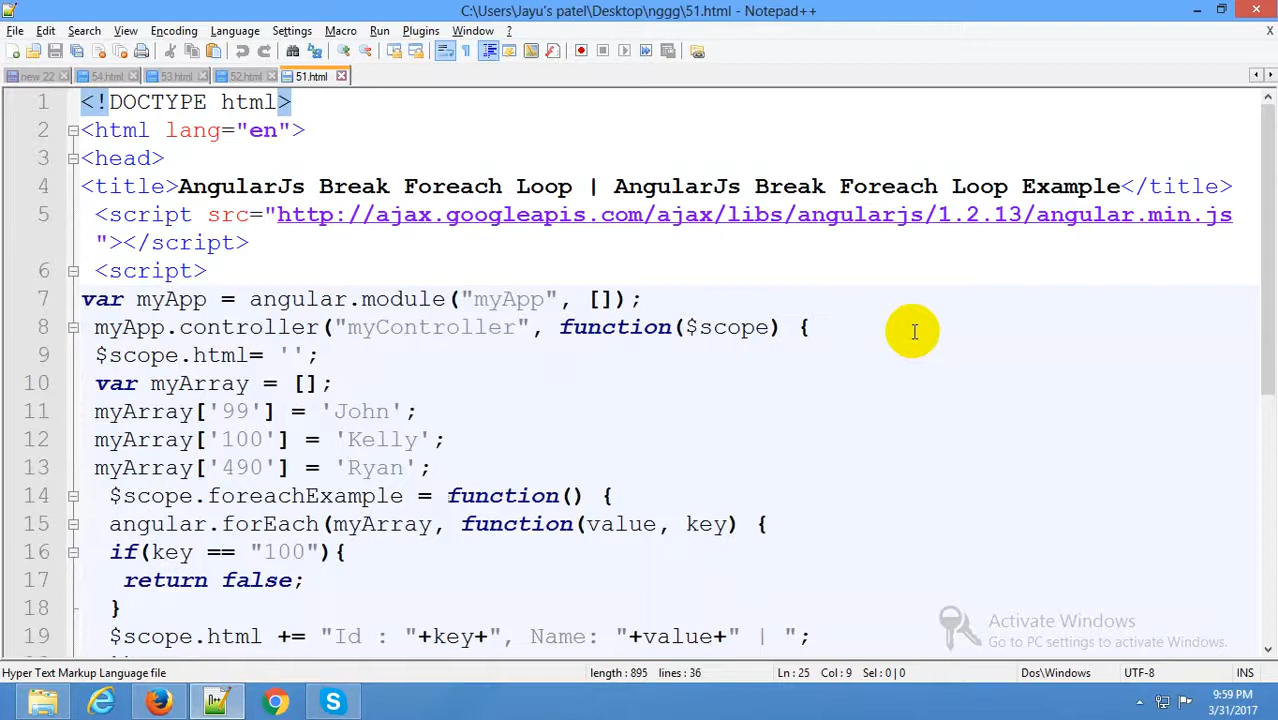 C:\Users\Jayu's patel\Desktop\nggg\51.html - Notepad++
File Edit Search View Encoding Language Settings Macro Run Plugins Window ? X
new 22 54.html 53.html 52.html 51.html
1 <!DOCTYPE html>
2 <html lang="en">
3 <head>
4 <title>AngularJs Break Foreach Loop | AngularJs Break Foreach Loop Example</title>
5 <script src="http://ajax.googleapis.com/ajax/libs/angularjs/1.2.13/angular.min.js
"></script>
6 <script>
7 var myApp = angular.module("myApp", []);
8 myApp.controller("myController", function($scope) {
9 $scope.html= '';
10 var myArray = [];
11 myArray['99'] = 'John';
12 myArray['100'] = 'Kelly';
13 myArray['490'] = 'Ryan';
14 $scope.foreachExample = function() {
15 angular.forEach(myArray, function(value, key) {
16 if(key == "100"){
17 return false;
18 }
19 $scope.html += "Id : "+key+", Name: "+value+" | ";
Activate Windows
Go to PC settings to activate Windows.
Hyper Text Markup Language file length : 895 lines : 36 Ln : 25 Col : 9 Sel : 0 | 0 Dos\Windows UTF-8 INS
9:59 PM
3/31/2017